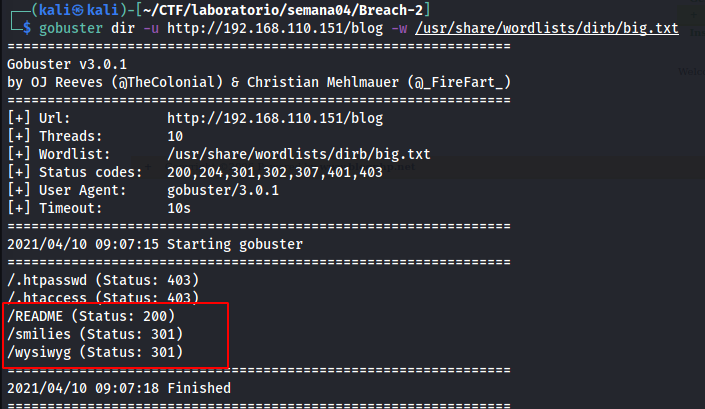 (kali㉿kali)-[~/CTF/laboratorio/semana04/Breach-2]
$ gobuster dir -u http://192.168.110.151/blog -w /usr/share/wordlists/dirb/big.txt
===============================================================
Gobuster v3.0.1
by OJ Reeves (@TheColonial) & Christian Mehlmauer (@_FireFart_)
===============================================================
[+] Url:            http://192.168.110.151/blog
[+] Threads:        10
[+] Wordlist:       /usr/share/wordlists/dirb/big.txt
[+] Status codes:   200,204,301,302,307,401,403
[+] User Agent:     gobuster/3.0.1
[+] Timeout:        10s
===============================================================
2021/04/10 09:07:15 Starting gobuster
===============================================================
/.htpasswd (Status: 403)
/.htaccess (Status: 403)
/README (Status: 200)
/smilies (Status: 301)
/wysiwyg (Status: 301)
===============================================================
2021/04/10 09:07:18 Finished
===============================================================